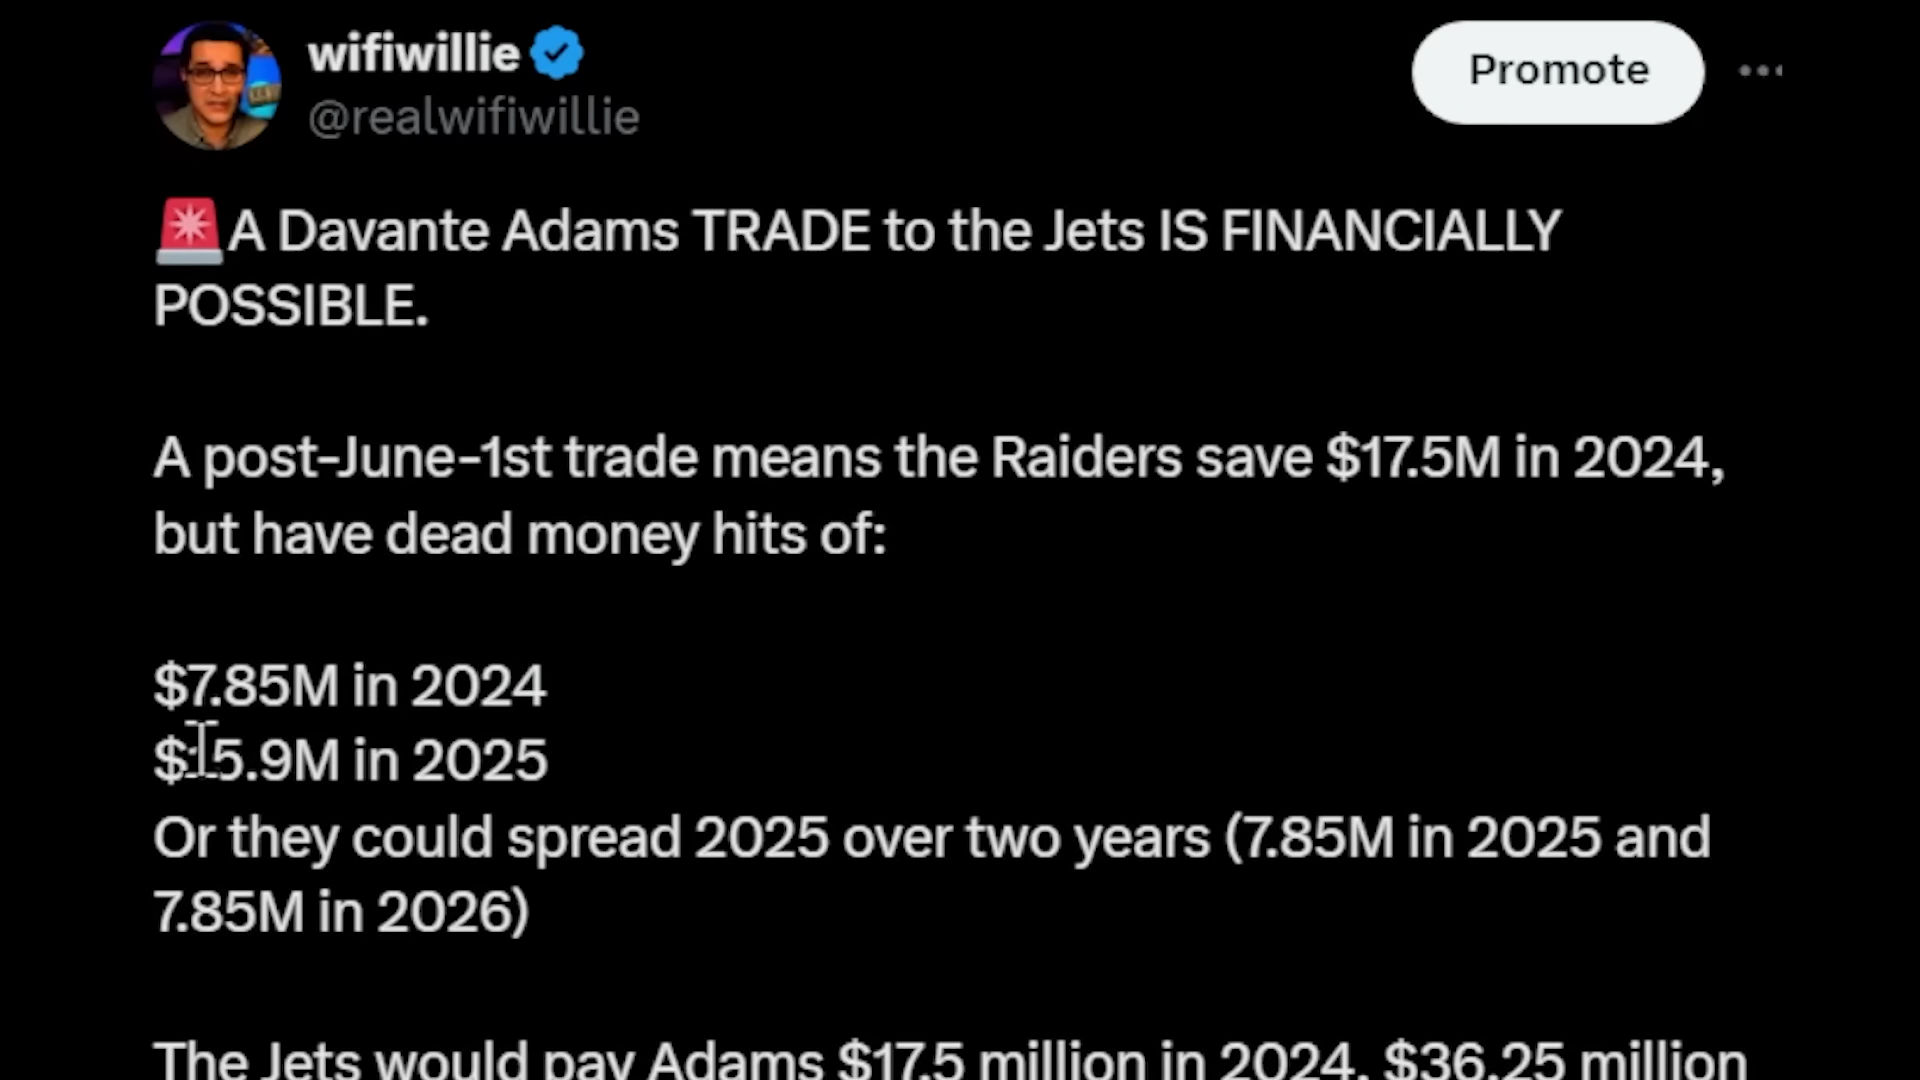 wifiwillie
@realwifiwillie
Promote
🚨A Davante Adams TRADE to the Jets IS FINANCIALLY
POSSIBLE.
A post-June-1st trade means the Raiders save $17.5M in 2024,
but have dead money hits of:
$7.85M in 2024
$15.9M in 2025
Or they could spread 2025 over two years (7.85M in 2025 and
7.85M in 2026)
The Jets would pay Adams $17.5 million in 2024, $36.25 million